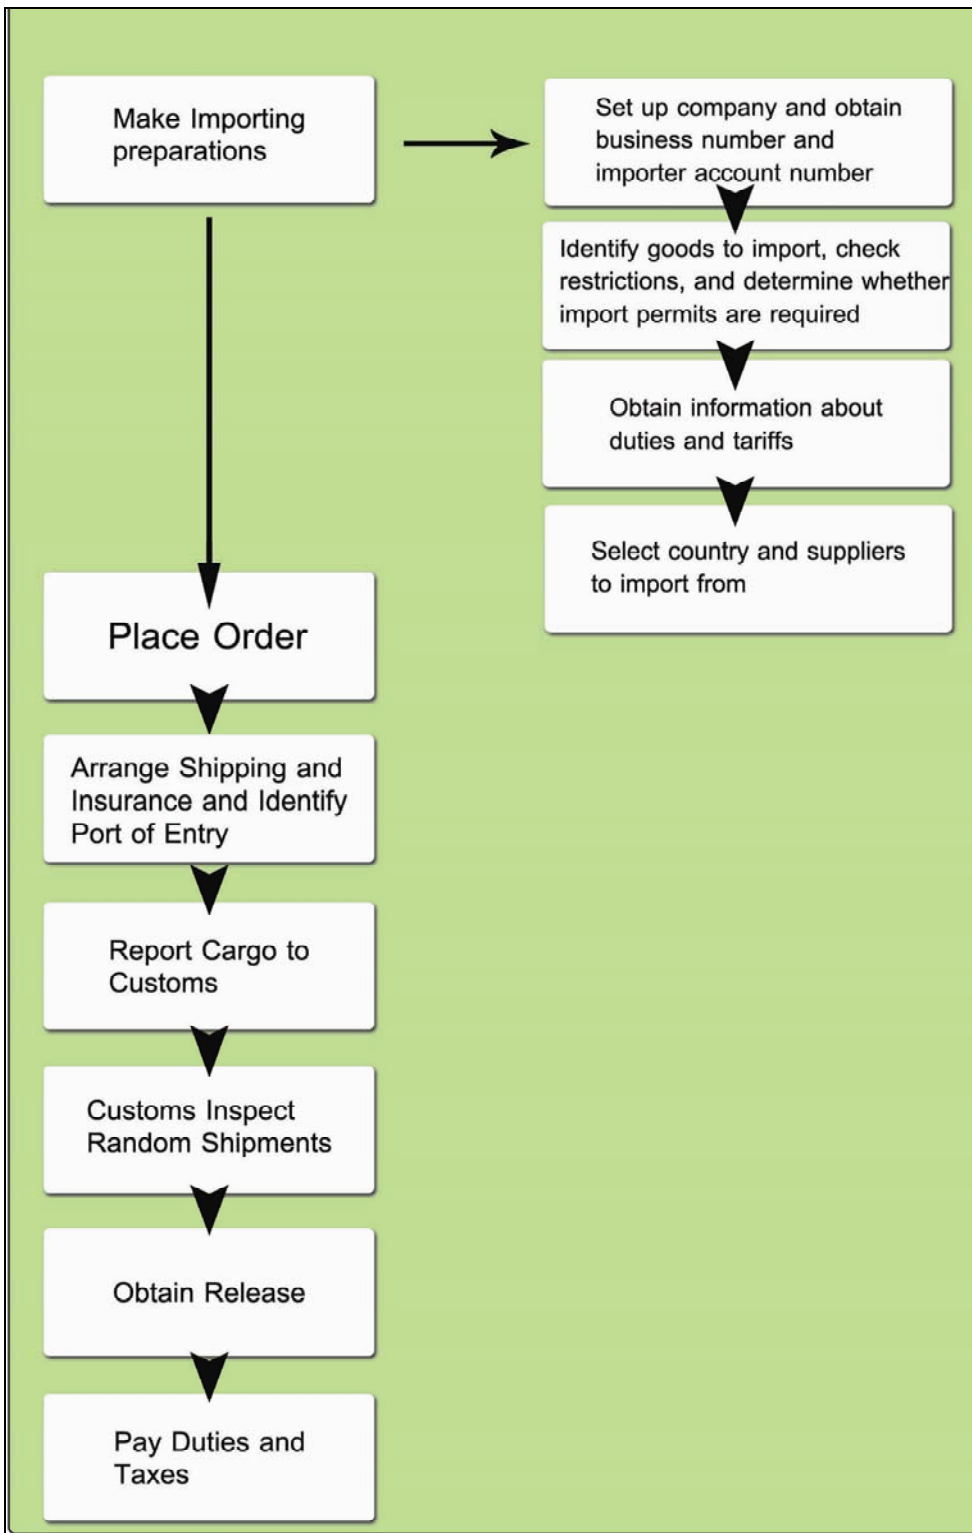 Make Importing
preparations
Set up company and obtain
business number and
importer account number
Identify goods to import, check
restrictions, and determine whether
import permits are required
Obtain information about
duties and tariffs
Select country and suppliers
to import from
Place Order
Arrange Shipping and
Insurance and Identify
Port of Entry
Report Cargo to
Customs
Customs Inspect
Random Shipments
Obtain Release
Pay Duties and
Taxes